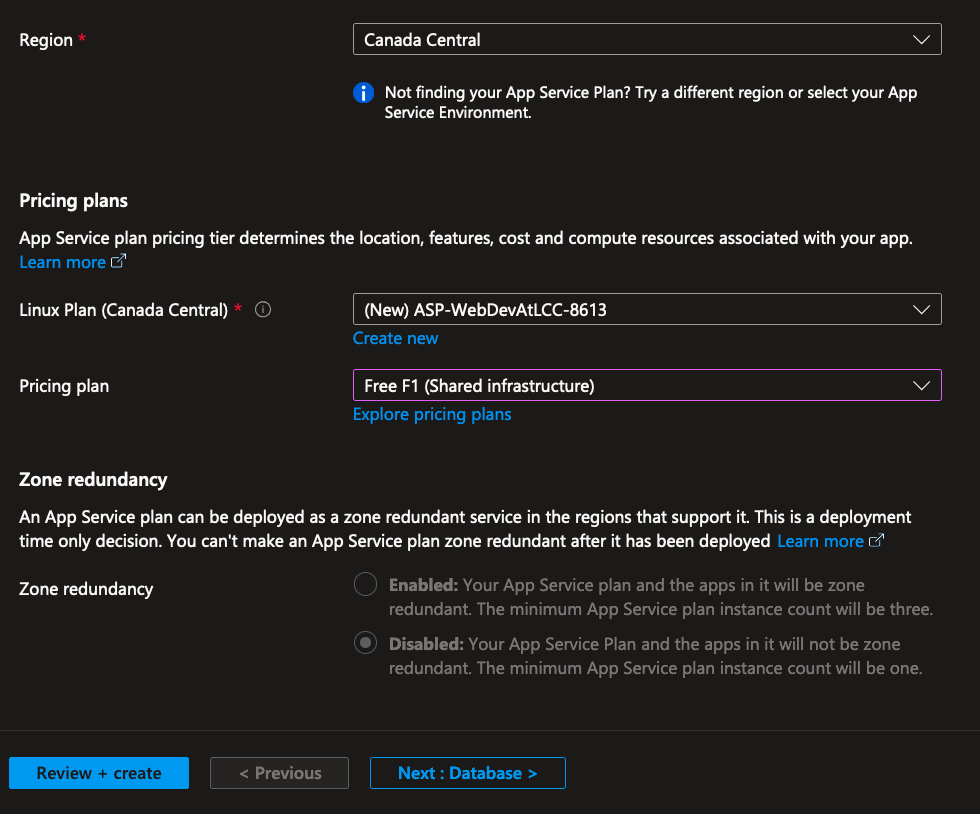 Region *
Canada Central
Not finding your App Service Plan? Try a different region or select your App
Service Environment.
Pricing plans
App Service plan pricing tier determines the location, features, cost and compute resources associated with your app.
Learn more
Linux Plan (Canada Central) *
(New) ASP-WebDevAtLCC-8613
Create new
Pricing plan
Free F1 (Shared infrastructure)
Explore pricing plans
Zone redundancy
An App Service plan can be deployed as a zone redundant service in the regions that support it. This is a deployment
time only decision. You can't make an App Service plan zone redundant after it has been deployed Learn more
Zone redundancy
Enabled: Your App Service plan and the apps in it will be zone
redundant. The minimum App Service plan instance count will be three.
Disabled: Your App Service Plan and the apps in it will not be zone
redundant. The minimum App Service plan instance count will be one.
Review + create
< Previous
Next : Database >